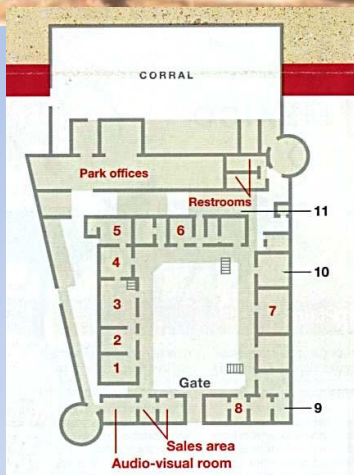 CORRAL
Park offices
Restrooms
11
5
6
4
10
3
7
2
1
Gate
8
9
Sales area
Audio-visual room